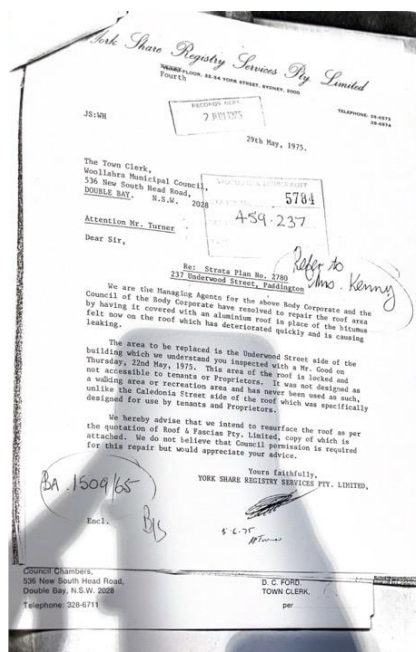 York Share Registry Services Pty. Limited
FLOOR, 52-54 YORK STREET, SYDNEY, 2000
Fourth
TELEPHONE: 29-6973
29-6974
JS:WH
RECORDS DEPT.
2 JUN 1975
29th May, 1975.
The Town Clerk,
Woollahra Municipal Council,
536 New South Head Road,
DOUBLE BAY. N.S.W. 2028
5784
459-237
Attention Mr. Turner
Dear Sir,
Refer to
Mrs. Kenny
Re: Strata Plan No. 2780
237 Underwood Street, Paddington
We are the Managing Agents for the above Body Corporate and the
Council of the Body Corporate have resolved to repair the roof area
by having it covered with an aluminium roof in place of the bitumus
felt now on the roof which has deteriorated quickly and is causing
leaking.
The area to be replaced is the Underwood Street side of the
building which we understand you inspected with a Mr. Good on
Thursday, 22nd May, 1975. This area of the roof is locked and
not accessible to tenants or Proprietors. It was not designed as
a walking area or recreation area and has never been used as such,
unlike the Caledonia Street side of the roof which was specifically
designed for use by tenants and Proprietors.
We hereby advise that we intend to resurface the roof as per
the quotation of Roof & Fascias Pty. Limited, copy of which is
attached. We do not believe that Council permission is required
for this repair but would appreciate your advice.
Yours faithfully,
YORK SHARE REGISTRY SERVICES PTY. LIMITED,
BA.1509/65
Encl.
5.6.75
Council Chambers,
536 New South Head Road,
Double Bay, N.S.W. 2028
Telephone: 328-6711
D. C. FORD,
TOWN CLERK.
per